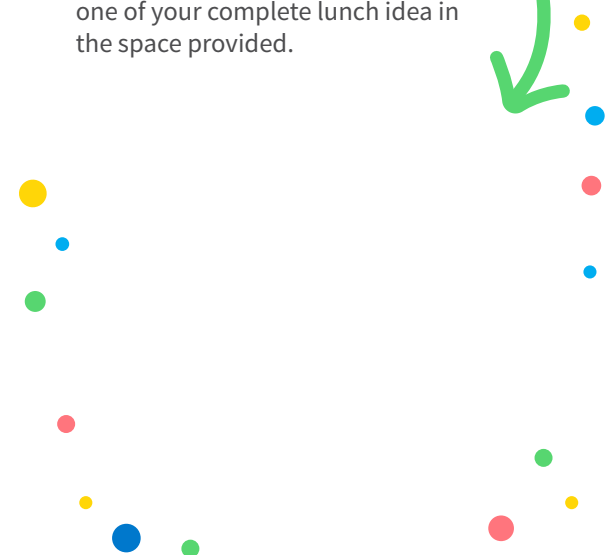 one of your complete lunch idea in
the space provided.